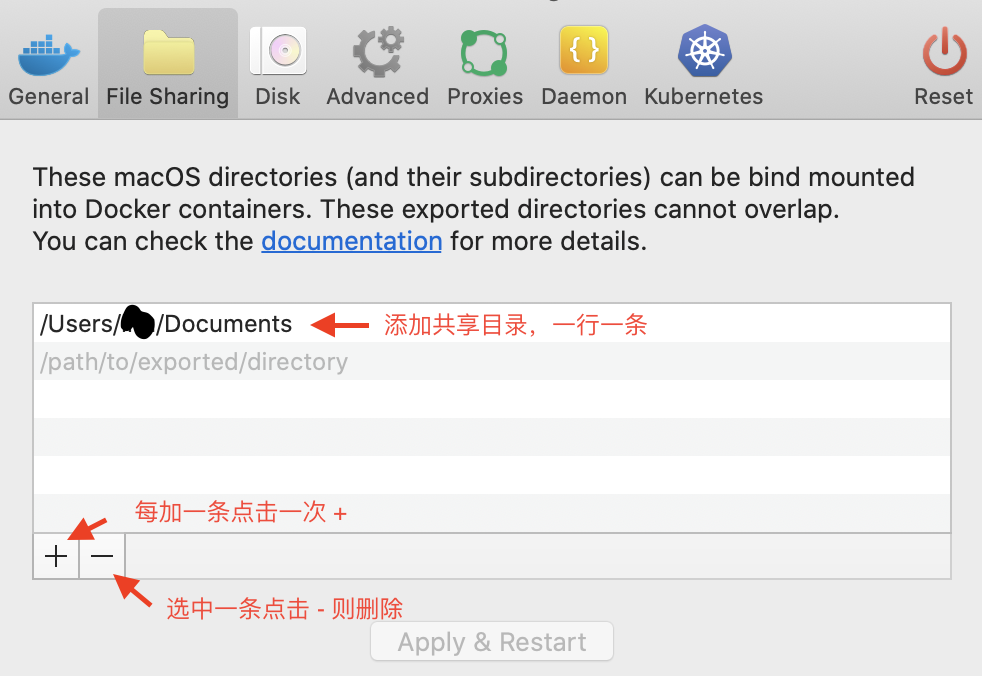 General File Sharing Disk Advanced Proxies Daemon Kubernetes Reset
These macOS directories (and their subdirectories) can be bind mounted
into Docker containers. These exported directories cannot overlap.
You can check the documentation for more details.
/Users/ /Documents 添加共享目录，一行一条
/path/to/exported/directory
每加一条点击一次 +
选中一条点击 - 则删除
Apply & Restart